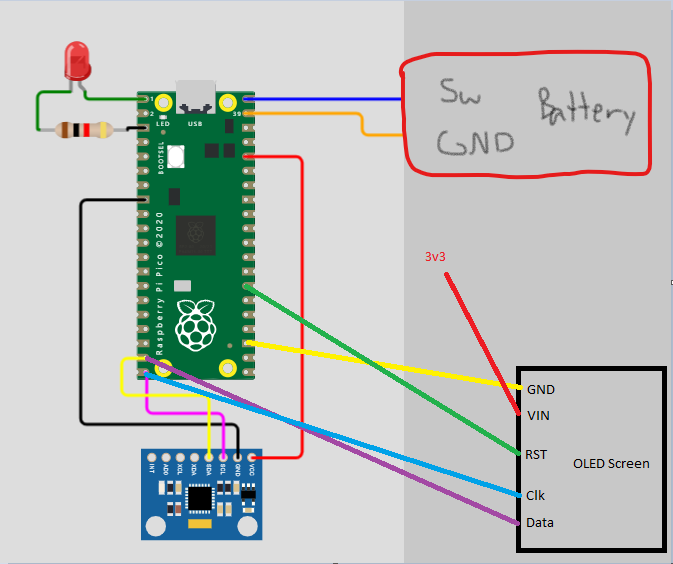 1
2
39
LED
USB
BOOTSEL
Raspberry Pi Pico ©2020
Sw Battery
GND
3v3
GND
VIN
RST
OLED Screen
Clk
Data
INT
ADD
XCL
XDA
SDA
SCL
GND
VCC